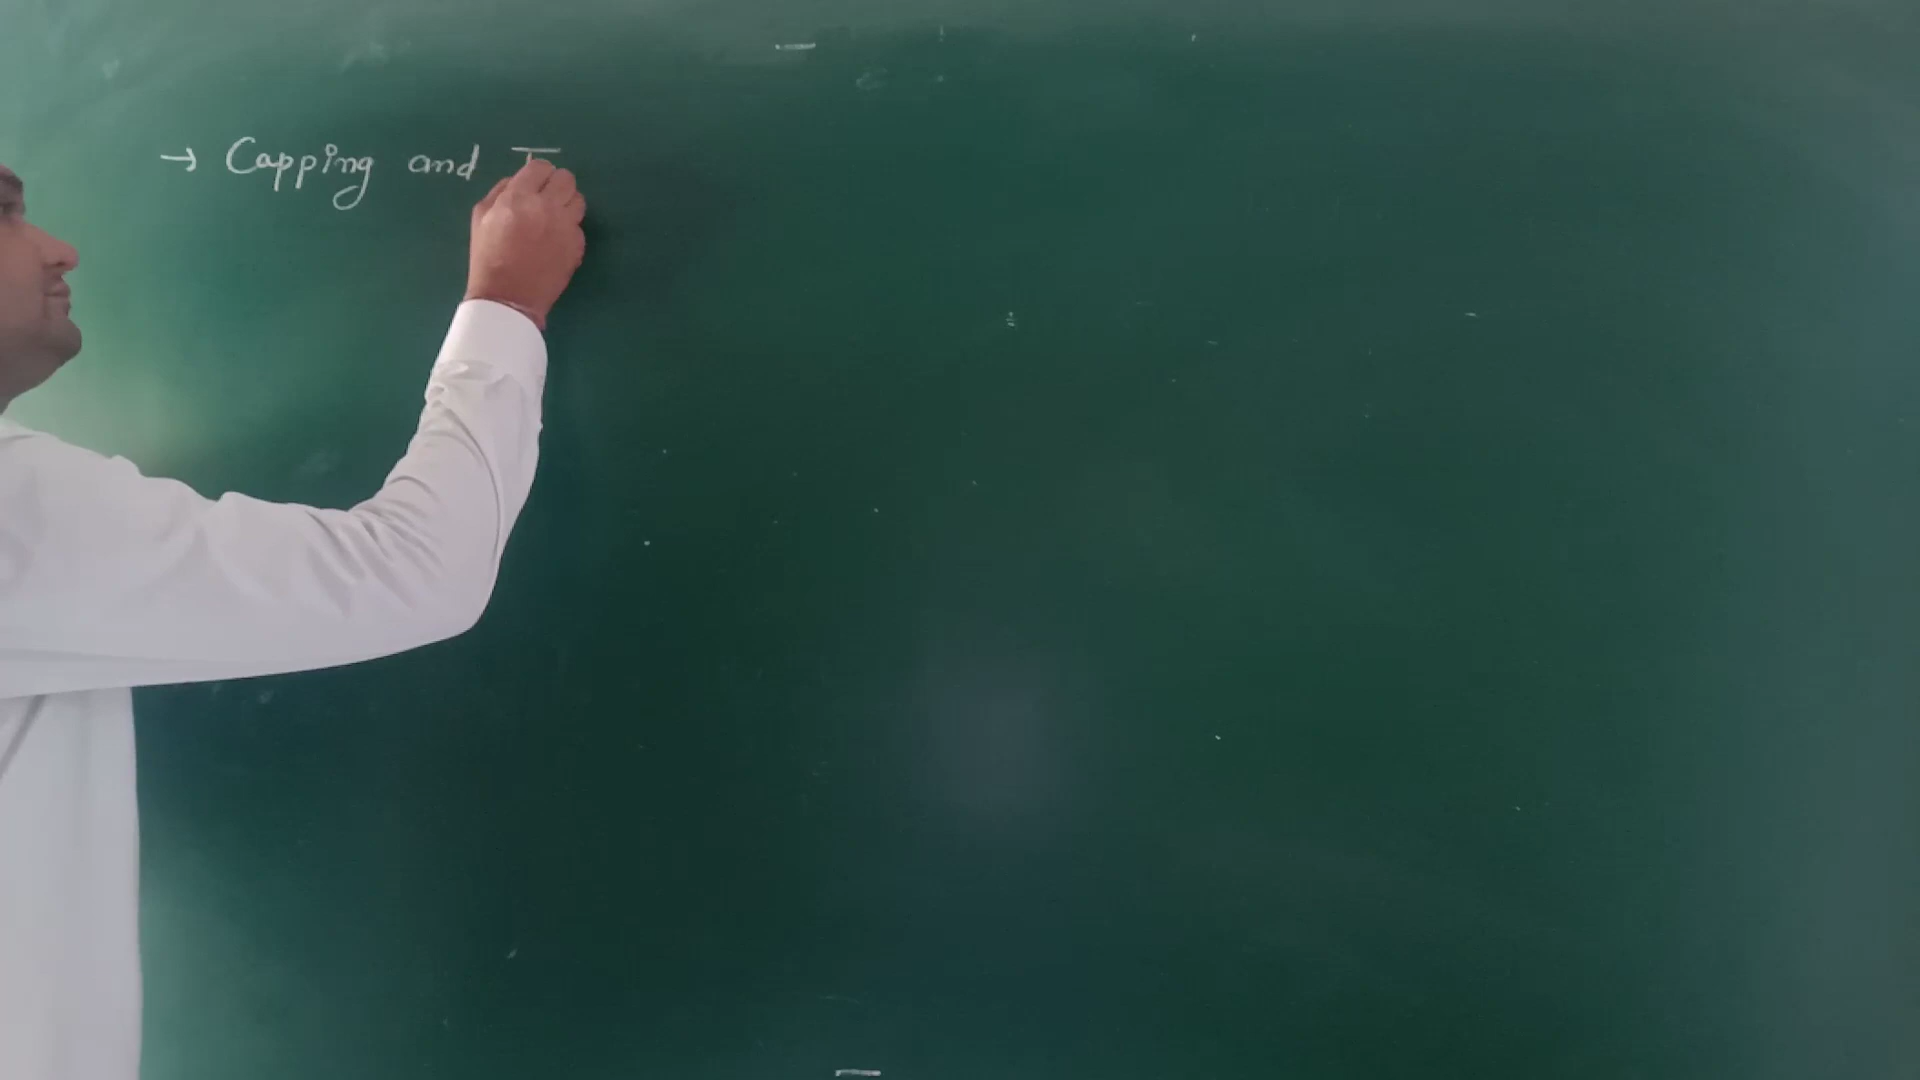 → Capping and T